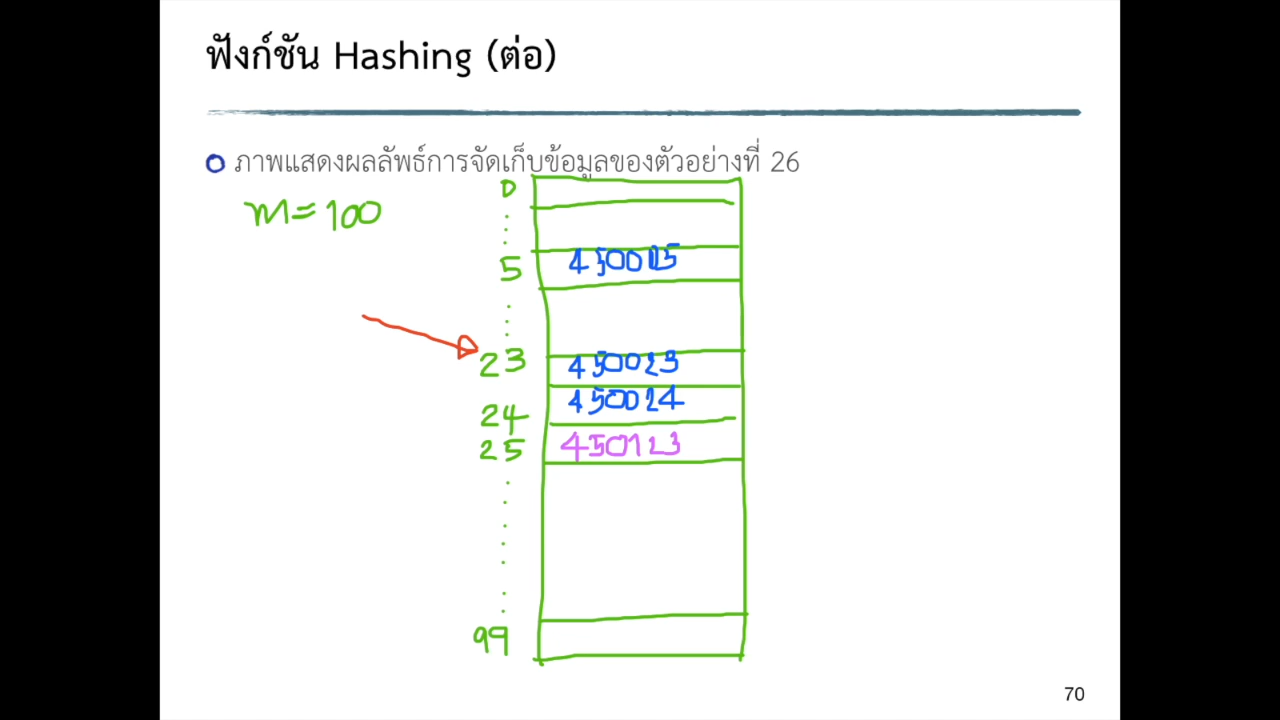 ฟังก์ชัน Hashing (ต่อ)
ภาพแสดงผลลัพธ์การจัดเก็บข้อมูลของตัวอย่างที่ 26
m=100
0
5
23 450023
24 450024
25 450123
99
70